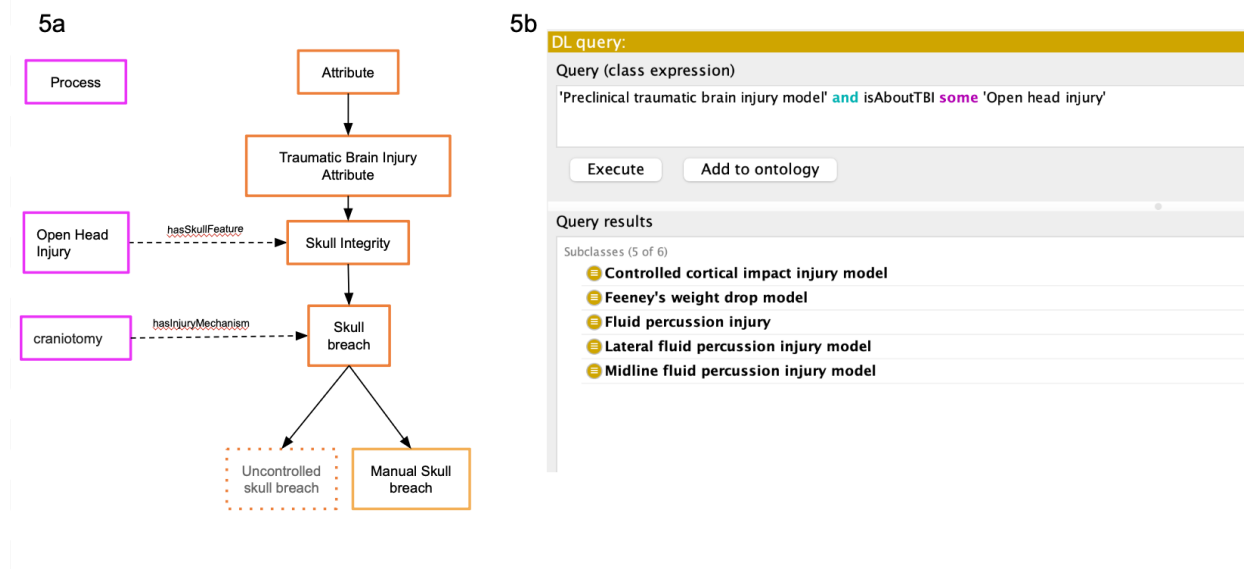 5a
Process
Attribute
Traumatic Brain Injury
Attribute
Open Head
Injury
hasSkullFeature
Skull Integrity
craniotomy
hasInjuryMechanism
Skull
breach
Uncontrolled
skull breach
Manual Skull
breach
5b
DL query:
Query (class expression)
'Preclinical traumatic brain injury model' and isAboutTBI some 'Open head injury'
Execute
Add to ontology
Query results
Subclasses (5 of 6)
Controlled cortical impact injury model
Feeney's weight drop model
Fluid percussion injury
Lateral fluid percussion injury model
Midline fluid percussion injury model